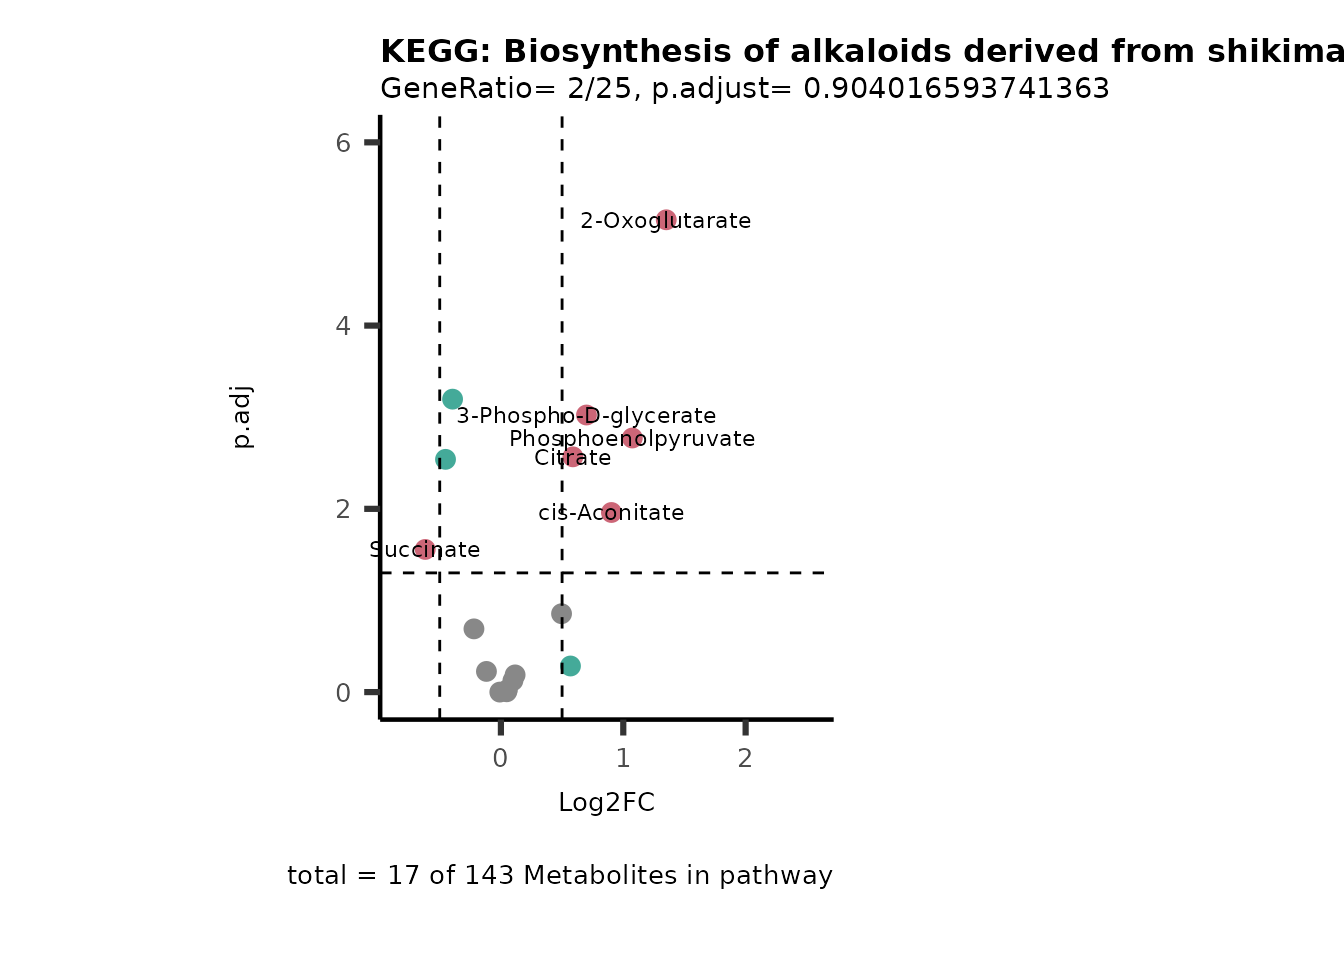 KEGG: Biosynthesis of alkaloids derived from shikima
GeneRatio= 2/25, p.adjust= 0.904016593741363
6
2-Oxoglutarate
4
p.adj
3-Phospho-D-glycerate
Phosphoenolpyruvate
Citrate
2
cis-Aconitate
Succinate
0
0 1 2
Log2FC
total = 17 of 143 Metabolites in pathway